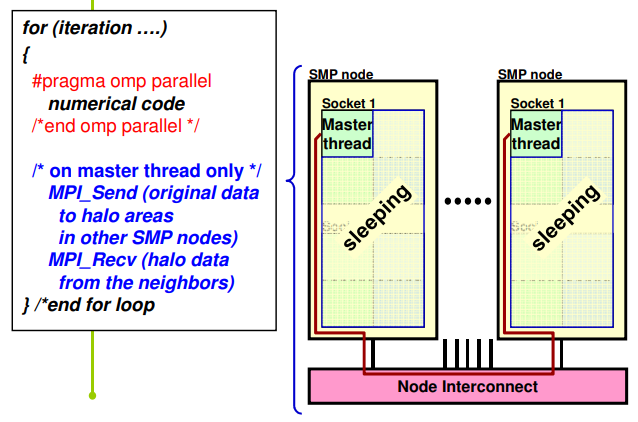 for (iteration ….)
{
#pragma omp parallel
numerical code
/*end omp parallel */
/* on master thread only */
MPI_Send (original data
to halo areas
in other SMP nodes)
MPI_Recv (halo data
from the neighbors)
} /*end for loop
SMP node
Socket 1
Master
thread
sleeping
SMP node
Socket 1
Master
thread
sleeping
Node Interconnect